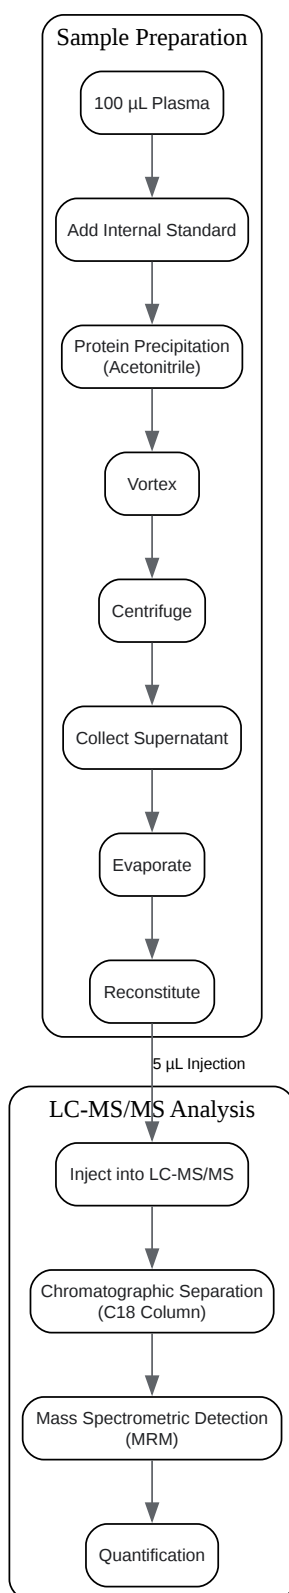 Sample Preparation
100 µL Plasma
Add Internal Standard
Protein Precipitation
(Acetonitrile)
Vortex
Centrifuge
Collect Supernatant
Evaporate
Reconstitute
5 µL Injection
LC-MS/MS Analysis
Inject into LC-MS/MS
Chromatographic Separation
(C18 Column)
Mass Spectrometric Detection
(MRM)
Quantification